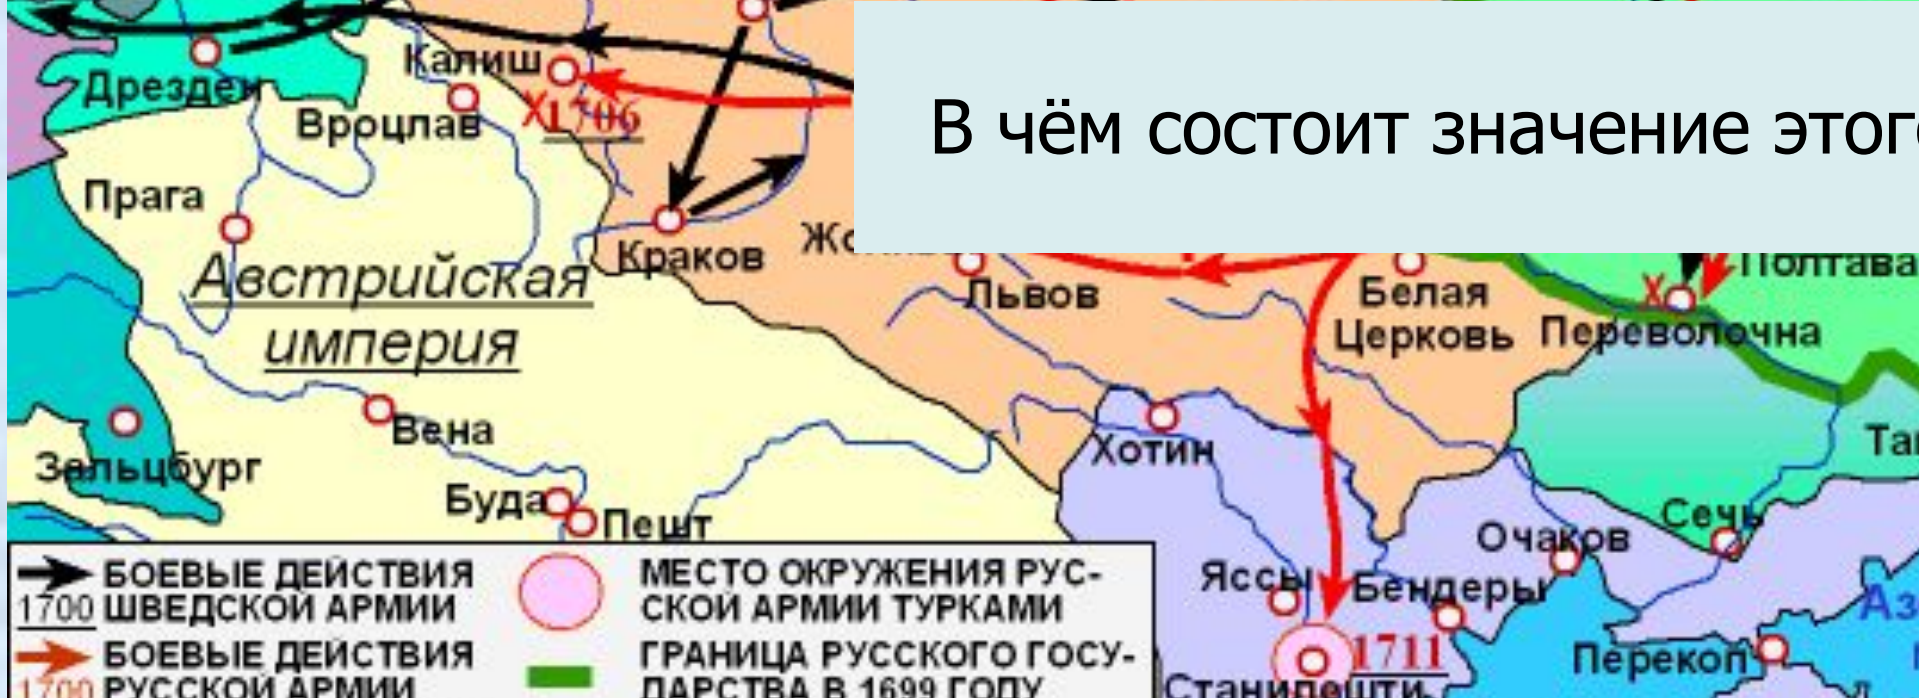 Калиш
Дрезден
Вроцлав
1706
В чём состоит значение
Прага
Краков
Австрийская
империя
Львов
Белая
Церковь
Полтава
Переволочна
Вена
Зальцбург
Хотин
Буда
Пешт
Сечь
Очаков
Яссы
Бендеры
1711
Перекоп
Станилешти
БОЕВЫЕ ДЕЙСТВИЯ
1700 ШВЕДСКОЙ АРМИИ
МЕСТО ОКРУЖЕНИЯ РУС-
СКОЙ АРМИИ ТУРКАМИ
БОЕВЫЕ ДЕЙСТВИЯ
1700 РУССКОЙ АРМИИ
ГРАНИЦА РУССКОГО ГОСУ-
ДАРСТВА В 1699 ГОДУ